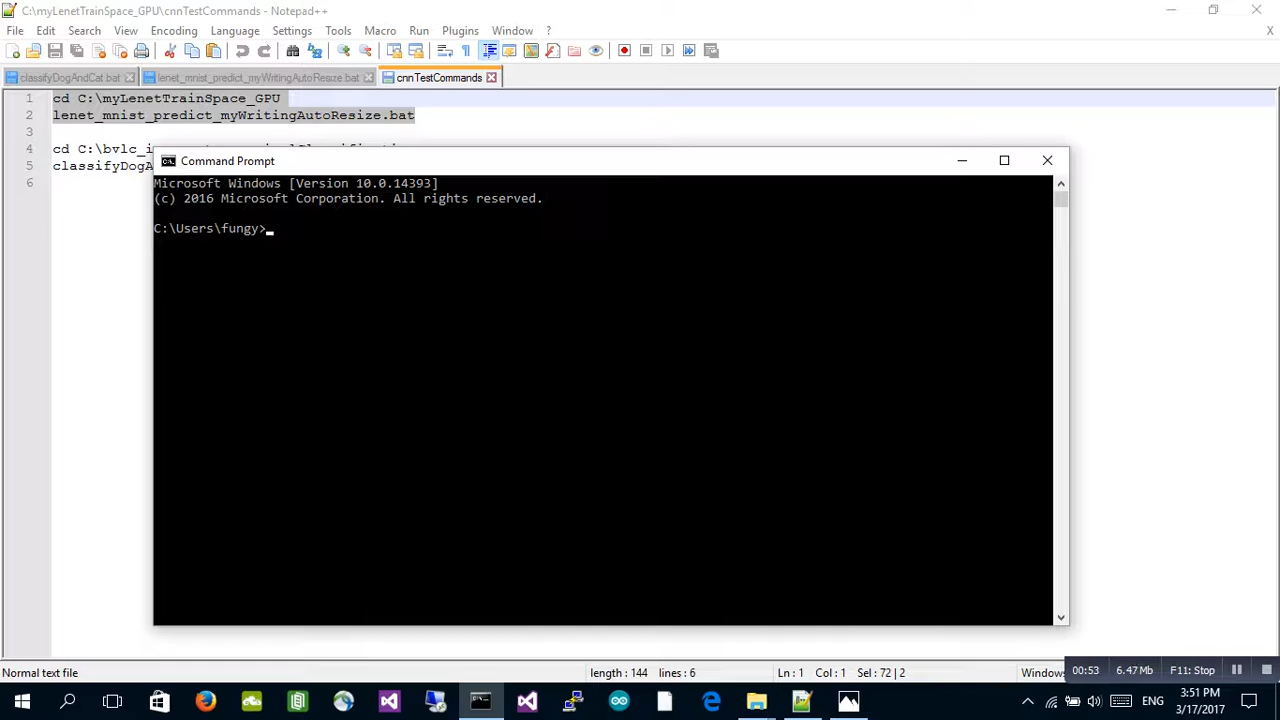 C:\myLenetTrainSpace_GPU\cnnTestCommands - Notepad++
File Edit Search View Encoding Language Settings Tools Macro Run Plugins Window ? X
classifyDogAndCat.bat lenet_mnist_predict_myWritingAutoResize.bat cnnTestCommands
1 cd C:\myLenetTrainSpace_GPU
2 lenet_mnist_predict_myWritingAutoResize.bat
3
4 cd C:\bvlc_
5 classifyDogA
6
Command Prompt
Microsoft Windows [Version 10.0.14393]
(c) 2016 Microsoft Corporation. All rights reserved.
C:\Users\fungy>
Normal text file length : 144 lines : 6 Ln : 1 Col : 1 Sel : 72 | 2 Windows
00:53 6.47 Mb F11: Stop
ENG 3:51 PM
3/17/2017